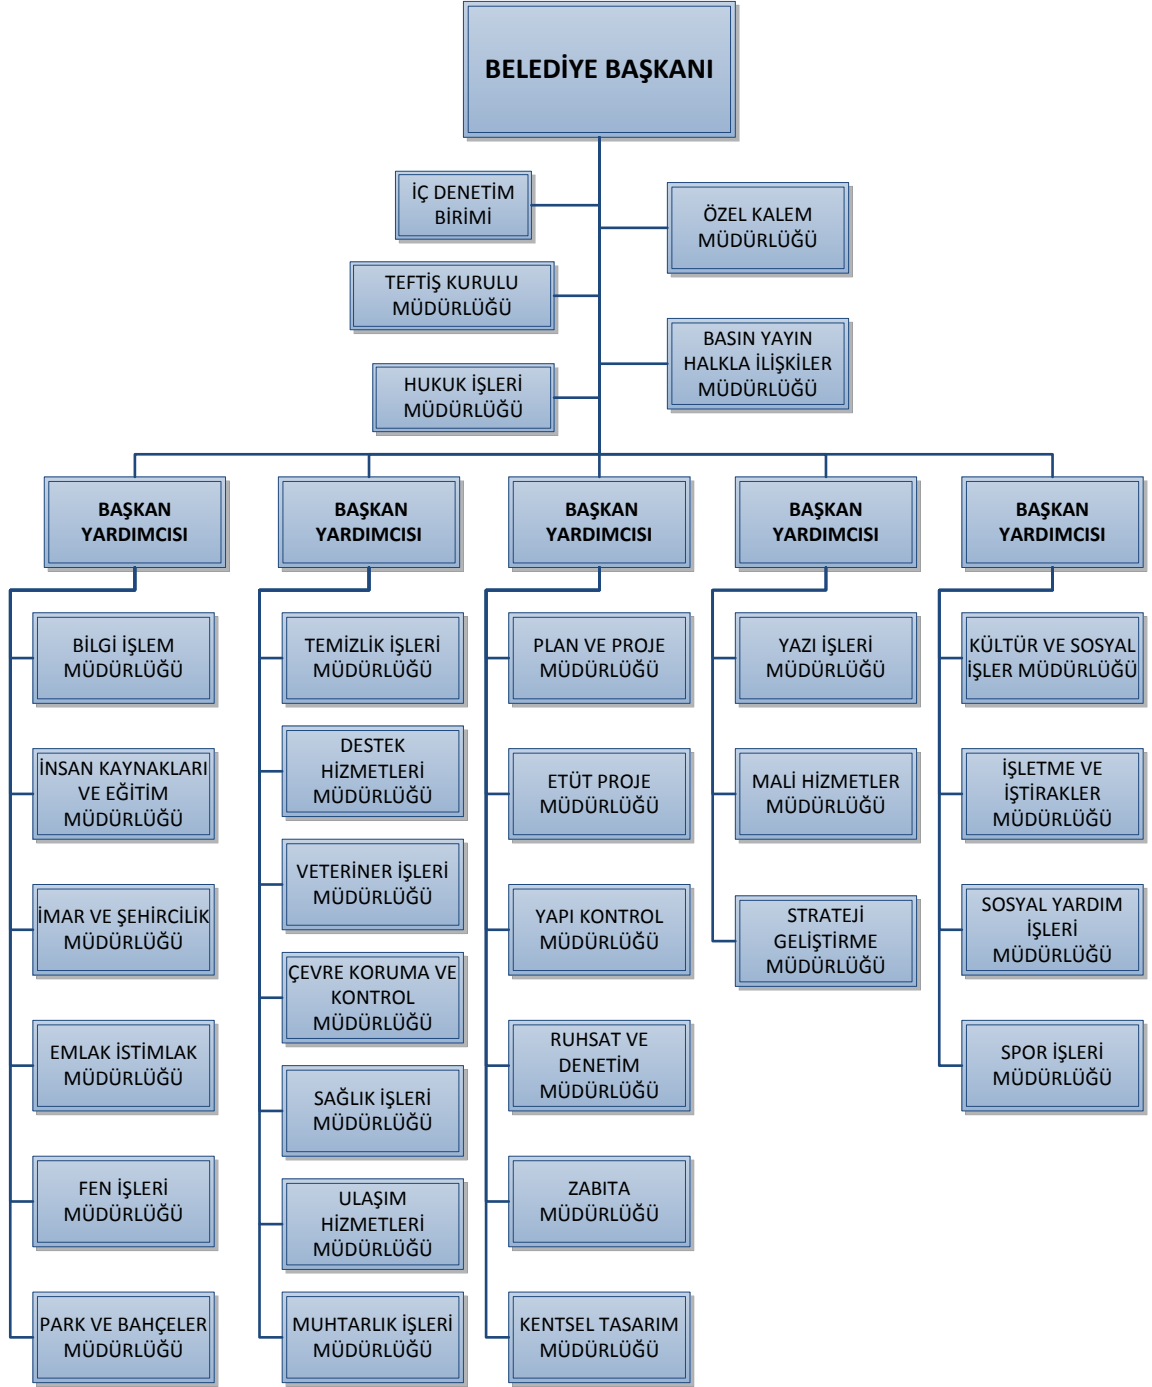 BELEDİYE BAŞKANI
İÇ DENETİM
BİRİMİ
ÖZEL KALEM
MÜDÜRLÜĞÜ
TEFTİŞ KURULU
MÜDÜRLÜĞÜ
BASIN YAYIN
HALKLA İLİŞKİLER
MÜDÜRLÜĞÜ
HUKUK İŞLERİ
MÜDÜRLÜĞÜ
BAŞKAN
YARDIMCISI
BİLGİ İŞLEM
MÜDÜRLÜĞÜ
İNSAN KAYNAKLARI
VE EĞİTİM
MÜDÜRLÜĞÜ
İMAR VE ŞEHİRCİLİK
MÜDÜRLÜĞÜ
EMLAK İSTİMLAK
MÜDÜRLÜĞÜ
FEN İŞLERİ
MÜDÜRLÜĞÜ
PARK VE BAHÇELER
MÜDÜRLÜĞÜ
BAŞKAN
YARDIMCISI
TEMİZLİK İŞLERİ
MÜDÜRLÜĞÜ
DESTEK
HİZMETLERİ
MÜDÜRLÜĞÜ
VETERİNER İŞLERİ
MÜDÜRLÜĞÜ
ÇEVRE KORUMA VE
KONTROL
MÜDÜRLÜĞÜ
SAĞLIK İŞLERİ
MÜDÜRLÜĞÜ
ULAŞIM
HİZMETLERİ
MÜDÜRLÜĞÜ
MUHTARLIK İŞLERİ
MÜDÜRLÜĞÜ
BAŞKAN
YARDIMCISI
PLAN VE PROJE
MÜDÜRLÜĞÜ
ETÜT PROJE
MÜDÜRLÜĞÜ
YAPI KONTROL
MÜDÜRLÜĞÜ
RUHSAT VE
DENETİM
MÜDÜRLÜĞÜ
ZABITA
MÜDÜRLÜĞÜ
KENTSEL TASARIM
MÜDÜRLÜĞÜ
BAŞKAN
YARDIMCISI
YAZI İŞLERİ
MÜDÜRLÜĞÜ
MALİ HİZMETLER
MÜDÜRLÜĞÜ
STRATEJİ
GELİŞTİRME
MÜDÜRLÜĞÜ
BAŞKAN
YARDIMCISI
KÜLTÜR VE SOSYAL
İŞLER MÜDÜRLÜĞÜ
İŞLETME VE
İŞTİRAKLER
MÜDÜRLÜĞÜ
SOSYAL YARDIM
İŞLERİ
MÜDÜRLÜĞÜ
SPOR İŞLERİ
MÜDÜRLÜĞÜ